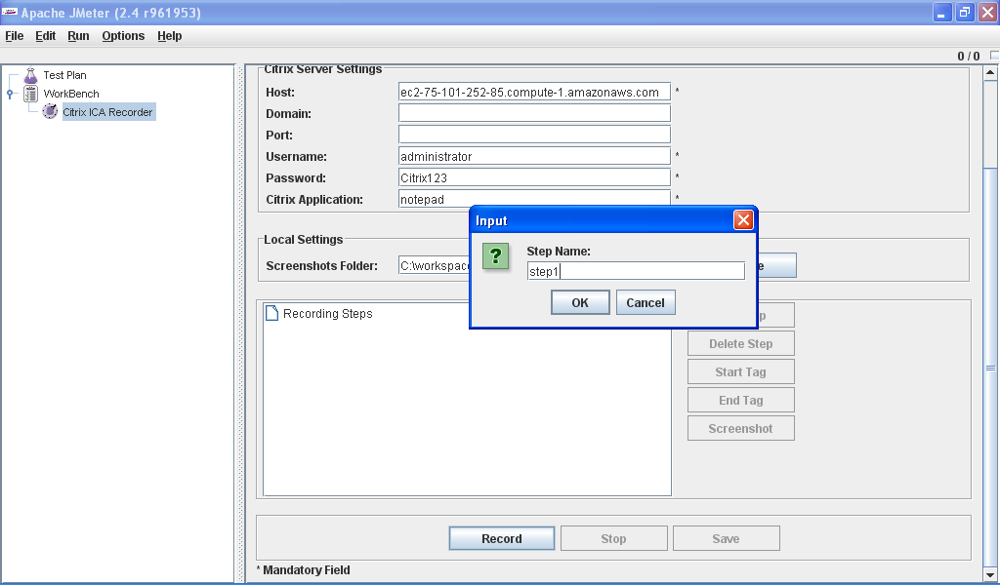 Apache JMeter (2.4 r961953)
File Edit Run Options Help
0 / 0
Test Plan
WorkBench
Citrix ICA Recorder
Citrix Server Settings
Host: ec2-75-101-252-85.compute-1.amazonaws.com *
Domain:
Port:
Username: administrator *
Password: Citrix123 *
Citrix Application: notepad *
Input
Step Name:
step1
OK Cancel
Local Settings
Screenshots Folder: C:\workspace
Recording Steps
Delete Step
Start Tag
End Tag
Screenshot
Record Stop Save
* Mandatory Field